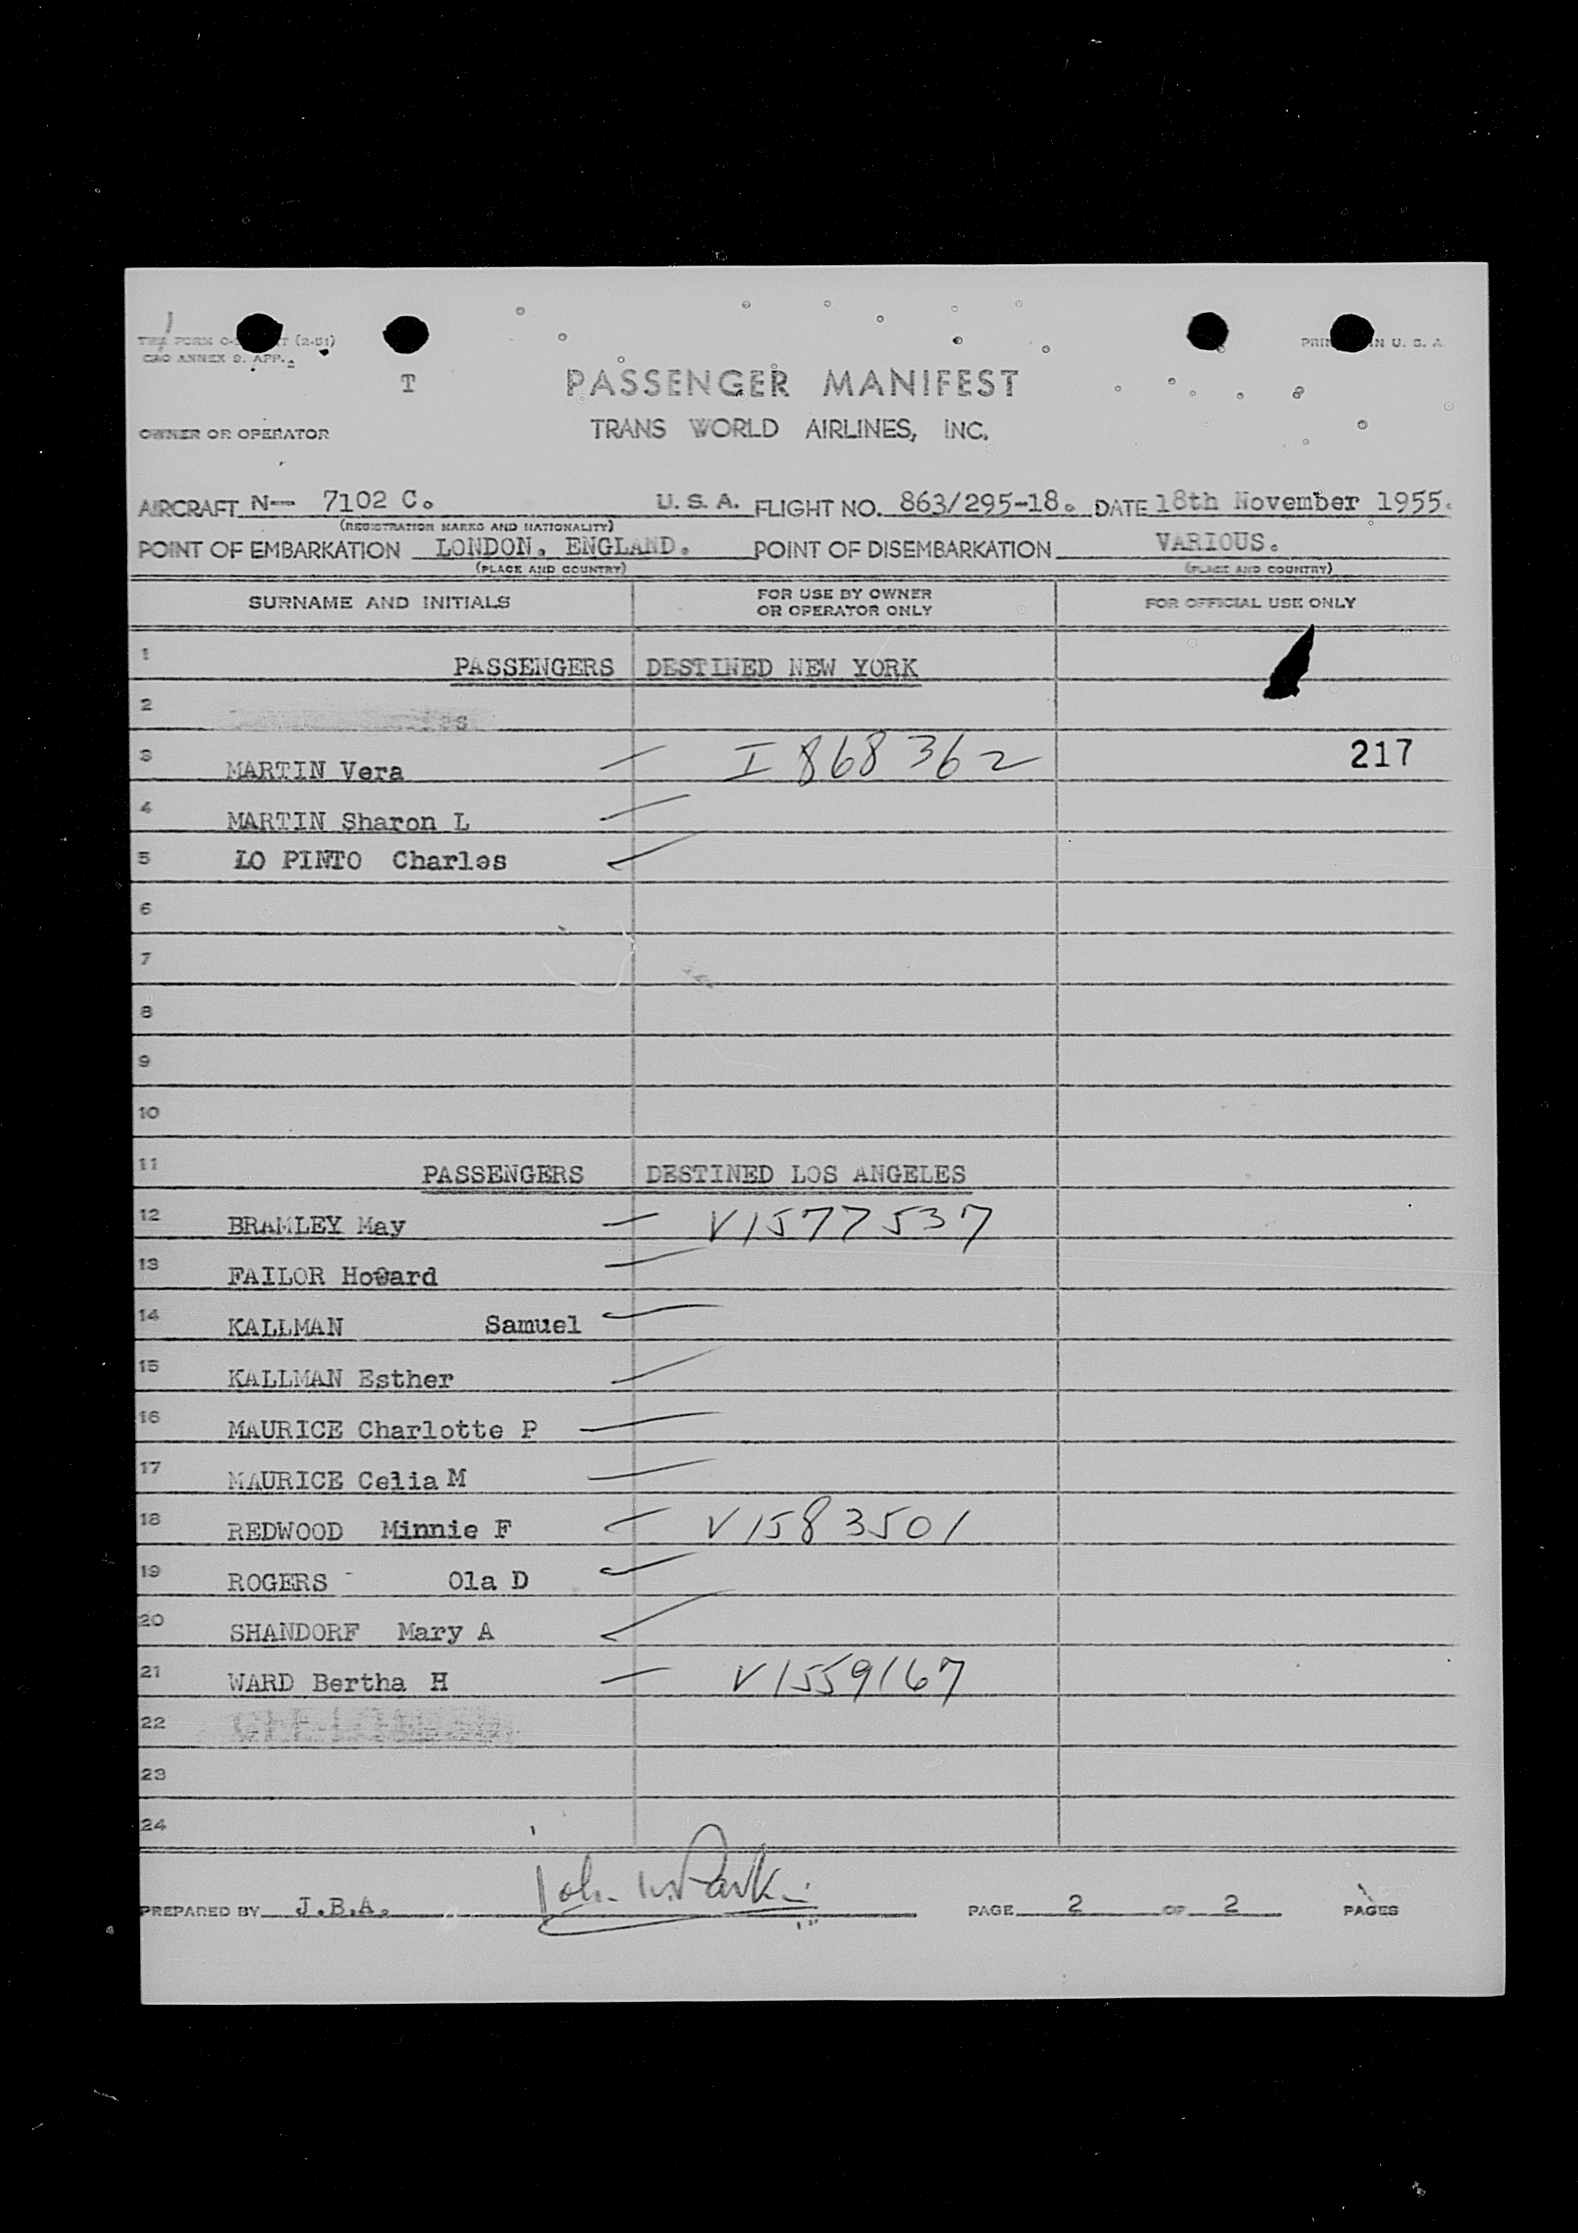 (2-51)
PRINTED IN U. S. A.
T
PASSENGER MANIFEST
OWNER OR OPERATOR TRANS WORLD AIRLINES, INC.
AIRCRAFT N— 7102 C. U. S. A. FLIGHT NO. 863/295-18. DATE 18th November 1955.
(REGISTRATION MARKS AND NATIONALITY)
POINT OF EMBARKATION LONDON. ENGLAND. POINT OF DISEMBARKATION VARIOUS.
(PLACE AND COUNTRY) (PLACE AND COUNTRY)
SURNAME AND INITIALS FOR USE BY OWNER OR OPERATOR ONLY FOR OFFICIAL USE ONLY
1 PASSENGERS DESTINED NEW YORK
2
3 MARTIN Vera I 868362 217
4 MARTIN Sharon L
5 LO PINTO Charles
6
7
8
9
10
11 PASSENGERS DESTINED LOS ANGELES
12 BRAMLEY May V1577537
13 FAILOR Howard
14 KALLMAN Samuel
15 KALLMAN Esther
16 MAURICE Charlotte P
17 MAURICE Celia M
18 REDWOOD Minnie F V1583501
19 ROGERS Ola D
20 SHANDORF Mary A
21 WARD Bertha H V1559167
22
23
24
PREPARED BY J.B.A. PAGE 2 OF 2 PAGES